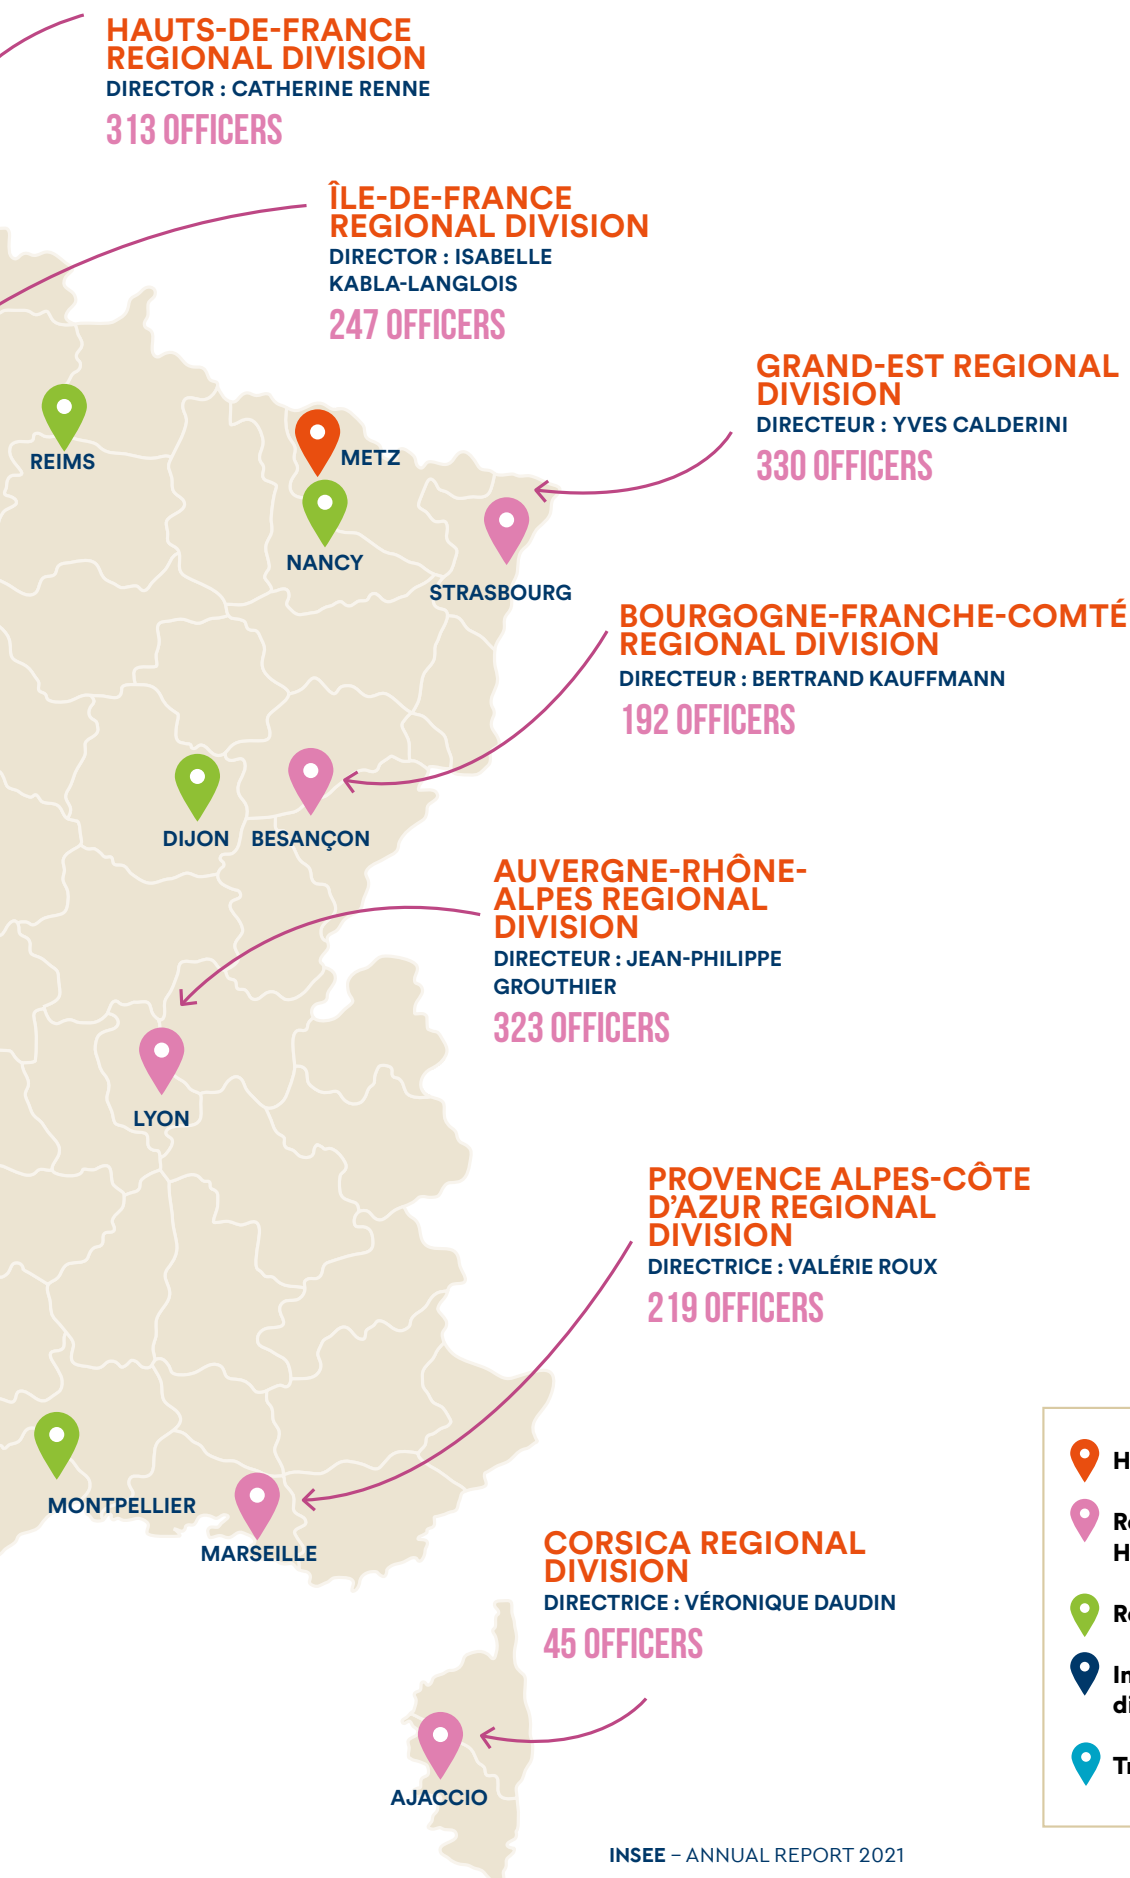 HAUTS-DE-FRANCE
REGIONAL DIVISION
DIRECTOR : CATHERINE RENNE
313 OFFICERS
ÎLE-DE-FRANCE
REGIONAL DIVISION
DIRECTOR : ISABELLE
KABLA-LANGLOIS
247 OFFICERS
GRAND-EST REGIONAL
DIVISION
DIRECTEUR : YVES CALDERINI
330 OFFICERS
REIMS
METZ
NANCY
STRASBOURG
BOURGOGNE-FRANCHE-COMTÉ
REGIONAL DIVISION
DIRECTEUR : BERTRAND KAUFFMANN
192 OFFICERS
DIJON
BESANÇON
AUVERGNE-RHÔNE-
ALPES REGIONAL
DIVISION
DIRECTEUR : JEAN-PHILIPPE
GROUTHIER
323 OFFICERS
LYON
PROVENCE ALPES-CÔTE
D’AZUR REGIONAL
DIVISION
DIRECTRICE : VALÉRIE ROUX
219 OFFICERS
MONTPELLIER
MARSEILLE
CORSICA REGIONAL
DIVISION
DIRECTRICE : VÉRONIQUE DAUDIN
45 OFFICERS
AJACCIO
INSEE – ANNUAL REPORT 2021